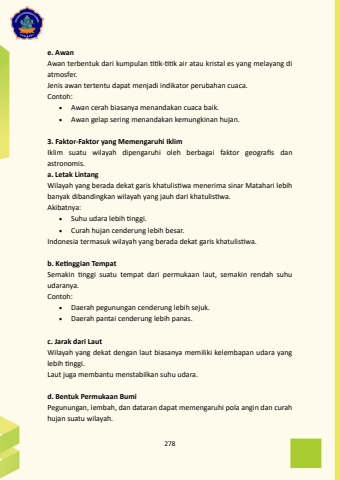 e. Awan
Awan terbentuk dari kumpulan titik-titik air atau kristal es yang melayang di
atmosfer.
Jenis awan tertentu dapat menjadi indikator perubahan cuaca.
Contoh:
• Awan cerah biasanya menandakan cuaca baik.
• Awan gelap sering menandakan kemungkinan hujan.
3. Faktor-Faktor yang Memengaruhi Iklim
Iklim suatu wilayah dipengaruhi oleh berbagai faktor geografis dan
astronomis.
a. Letak Lintang
Wilayah yang berada dekat garis khatulistiwa menerima sinar Matahari lebih
banyak dibandingkan wilayah yang jauh dari khatulistiwa.
Akibatnya:
• Suhu udara lebih tinggi.
• Curah hujan cenderung lebih besar.
Indonesia termasuk wilayah yang berada dekat garis khatulistiwa.
b. Ketinggian Tempat
Semakin tinggi suatu tempat dari permukaan laut, semakin rendah suhu
udaranya.
Contoh:
• Daerah pegunungan cenderung lebih sejuk.
• Daerah pantai cenderung lebih panas.
c. Jarak dari Laut
Wilayah yang dekat dengan laut biasanya memiliki kelembapan udara yang
lebih tinggi.
Laut juga membantu menstabilkan suhu udara.
d. Bentuk Permukaan Bumi
Pegunungan, lembah, dan dataran dapat memengaruhi pola angin dan curah
hujan suatu wilayah.
278